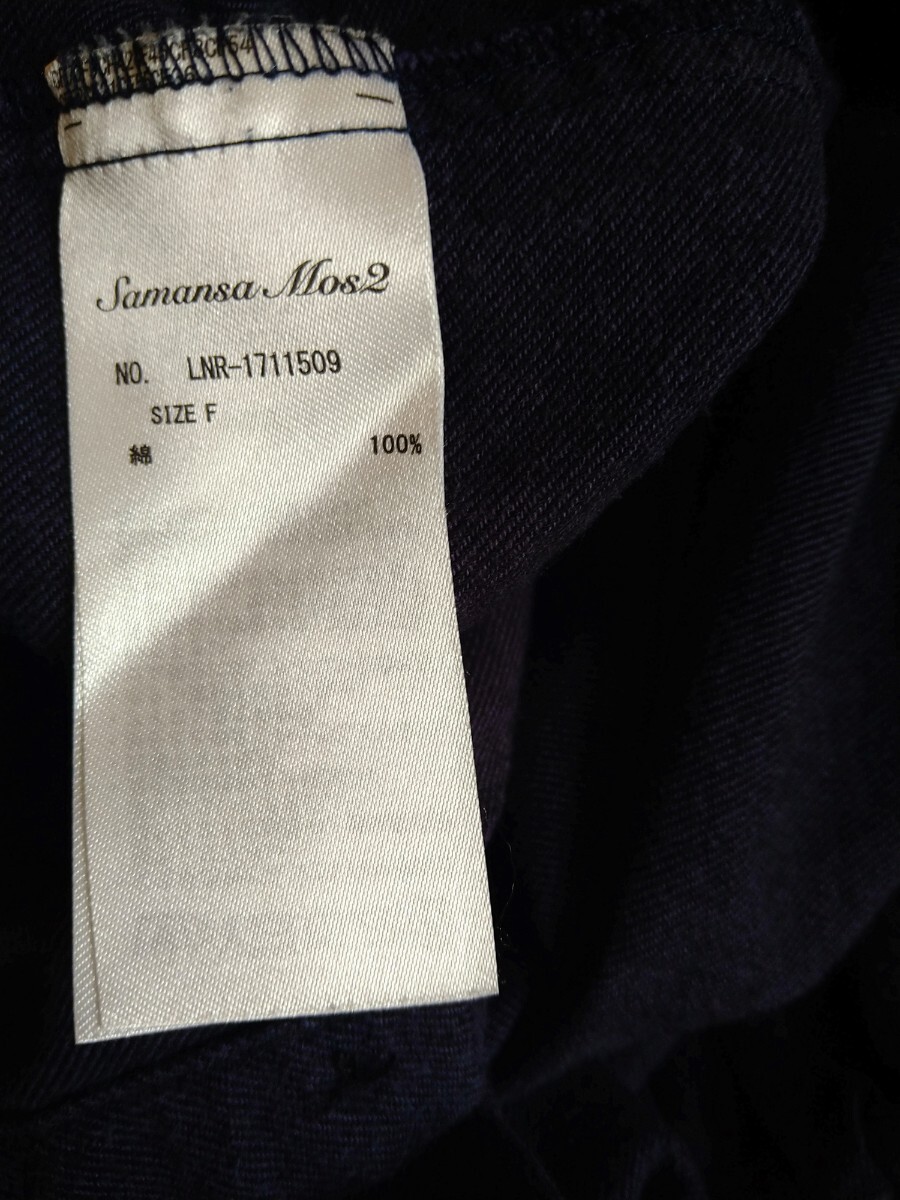 Samansa Mos2
NO. LNR-1711509
SIZE F
綿 100%